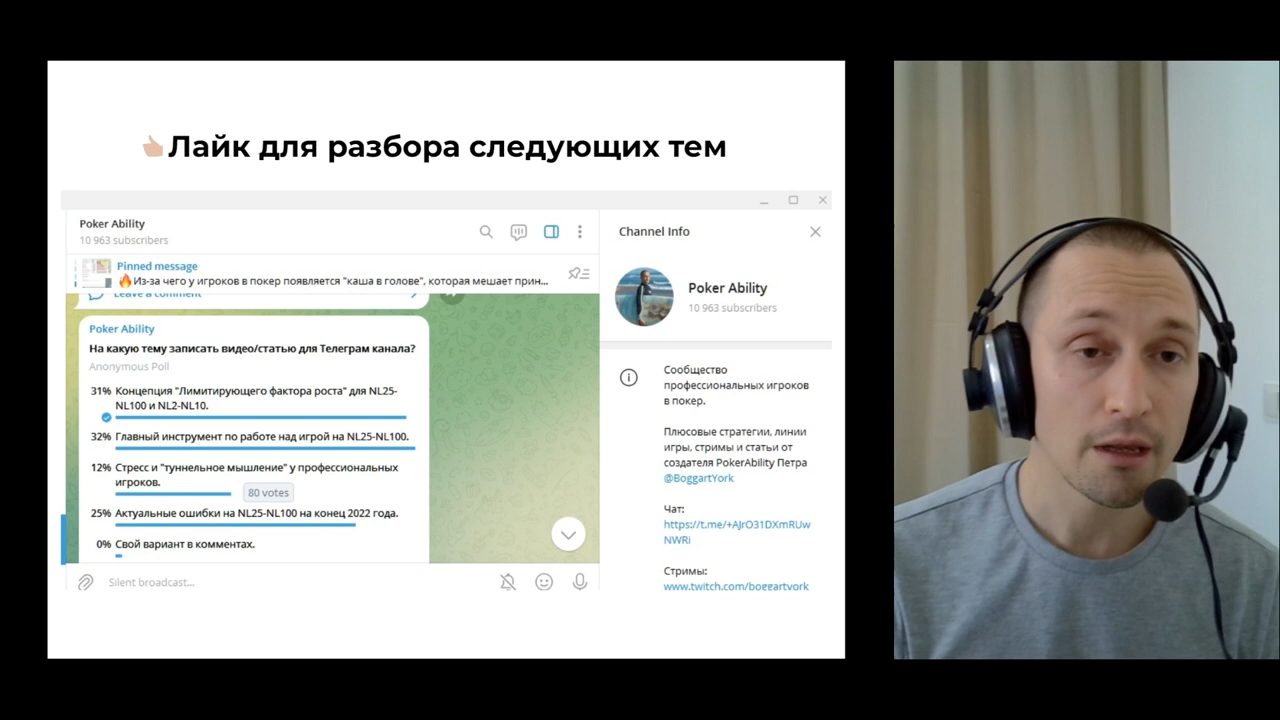 👍Лайк для разбора следующих тем
Poker Ability
10 963 subscribers
Pinned message
🔥Из-за чего у игроков в покер появляется "каша в голове", которая мешает прин...
Leave a comment
Poker Ability
На какую тему записать видео/статью для Телеграм канала?
Anonymous Poll
31% Концепция "Лимитирующего фактора роста" для NL25-
NL100 и NL2-NL10.
32% Главный инструмент по работе над игрой на NL25-NL100.
12% Стресс и "туннельное мышление" у профессиональных
игроков.
80 votes
25% Актуальные ошибки на NL25-NL100 на конец 2022 года.
0% Свой вариант в комментах.
Silent broadcast...
Channel Info
Poker Ability
10 963 subscribers
Сообщество
профессиональных игроков
в покер.
Плюсовые стратегии, линии
игры, стримы и статьи от
создателя PokerAbility Петра
@BoggartYork
Чат:
https://t.me/+AJrO31DXmRUw
NWRi
Стримы:
www.twitch.com/boggartyork